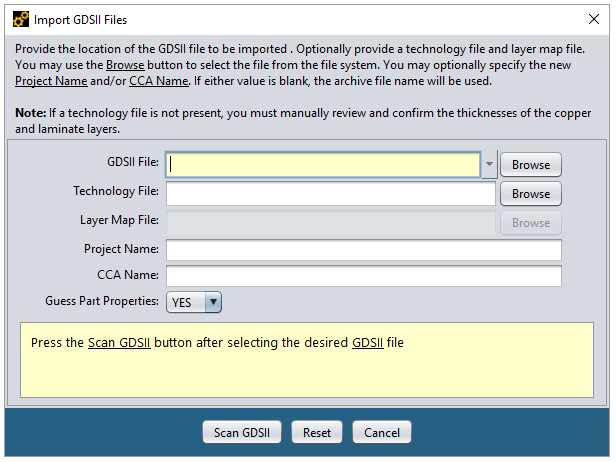 Import GDSII Files
Provide the location of the GDSII file to be imported . Optionally provide a technology file and layer map file.
You may use the Browse button to select the file from the file system. You may optionally specify the new
Project Name and/or CCA Name. If either value is blank, the archive file name will be used.
Note: If a technology file is not present, you must manually review and confirm the thicknesses of the copper
and laminate layers.
GDSII File: Browse
Technology File: Browse
Layer Map File: Browse
Project Name:
CCA Name:
Guess Part Properties: YES
Press the Scan GDSII button after selecting the desired GDSII file
Scan GDSII Reset Cancel